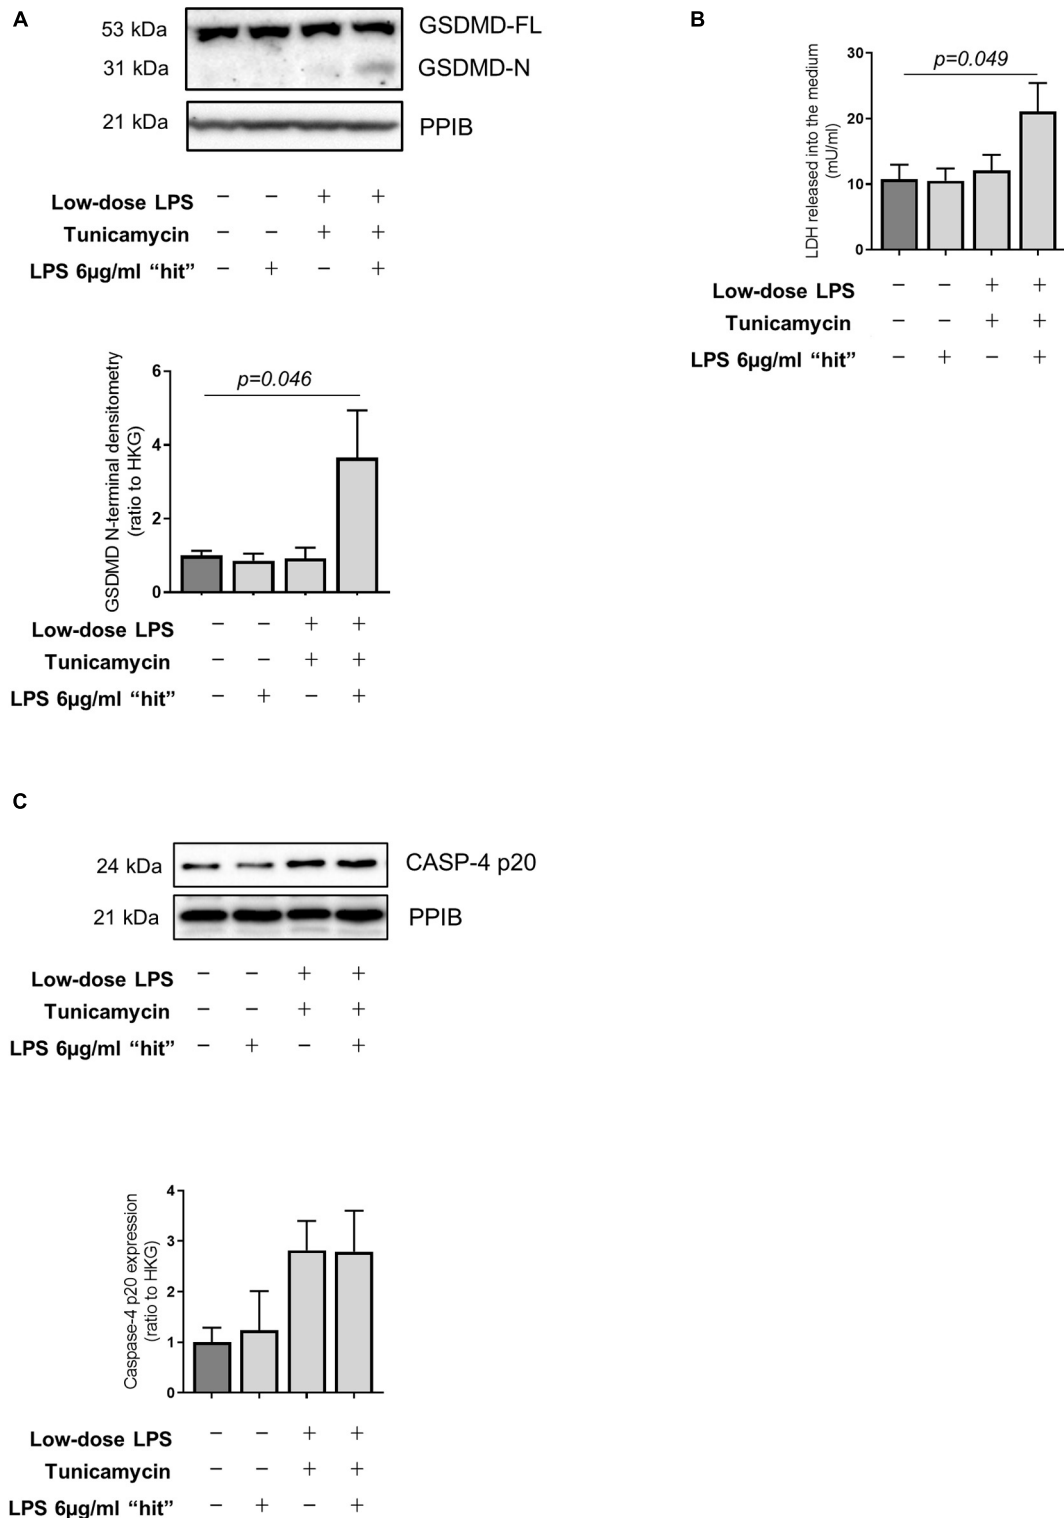 A
53 kDa GSDMD-FL
31 kDa GSDMD-N
21 kDa PPIB
Low-dose LPS − − + +
Tunicamycin − − + +
LPS 6µg/ml “hit” − + − +
GSDMD N-terminal densitometry
(ratio to HKG)
6
4
2
0
p=0.046
Low-dose LPS − − + +
Tunicamycin − − + +
LPS 6µg/ml “hit” − + − +
B
LDH released into the medium
(mU/ml)
30
20
10
0
p=0.049
Low-dose LPS − − + +
Tunicamycin − − + +
LPS 6µg/ml “hit” − + − +
C
24 kDa CASP-4 p20
21 kDa PPIB
Low-dose LPS − − + +
Tunicamycin − − + +
LPS 6µg/ml “hit” − + − +
Caspase-4 p20 expression
(ratio to HKG)
4
3
2
1
0
Low-dose LPS − − + +
Tunicamycin − − + +
LPS 6µg/ml “hit” − + − +